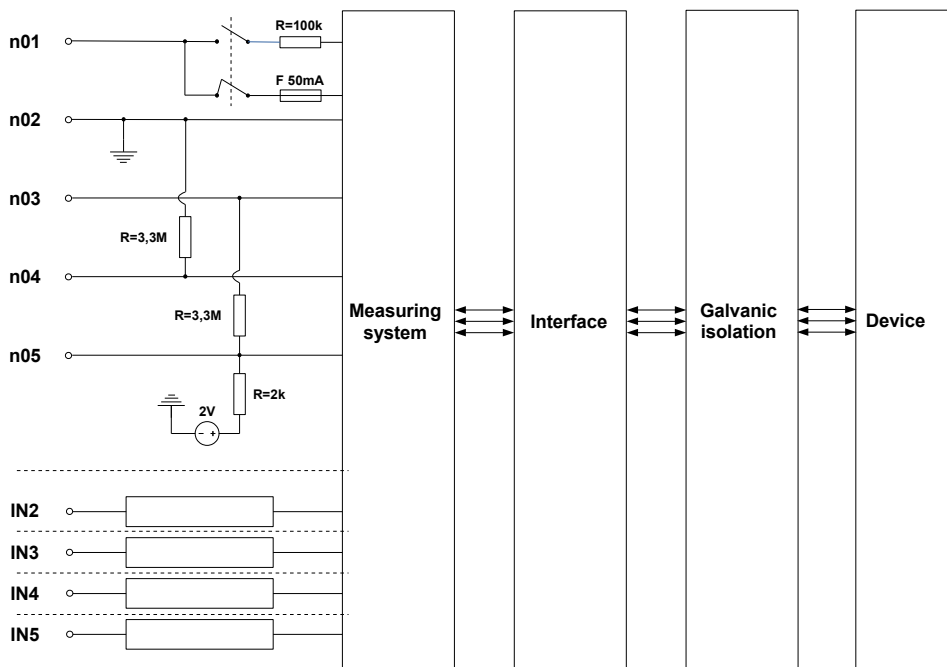 n01
R=100k
F 50mA
n02
n03
R=3,3M
n04
R=3,3M
n05
R=2k
2V
- +
IN2
IN3
IN4
IN5
Measuring
system
Interface
Galvanic
isolation
Device